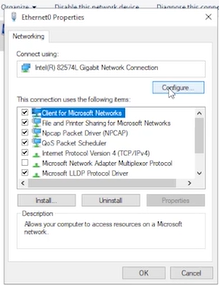 Organize
Disable this network device
Diagnose this conne
Ethernet0 Properties
Networking
Connect using:
Intel(R) 82574L Gigabit Network Connection
Configure...
This connection uses the following items:
Client for Microsoft Networks
File and Printer Sharing for Microsoft Networks
Npcap Packet Driver (NPCAP)
QoS Packet Scheduler
Internet Protocol Version 4 (TCP/IPv4)
Microsoft Network Adapter Multiplexor Protocol
Microsoft LLDP Protocol Driver
Install...
Uninstall
Properties
Description
Allows your computer to access resources on a Microsoft
network.
OK
Cancel